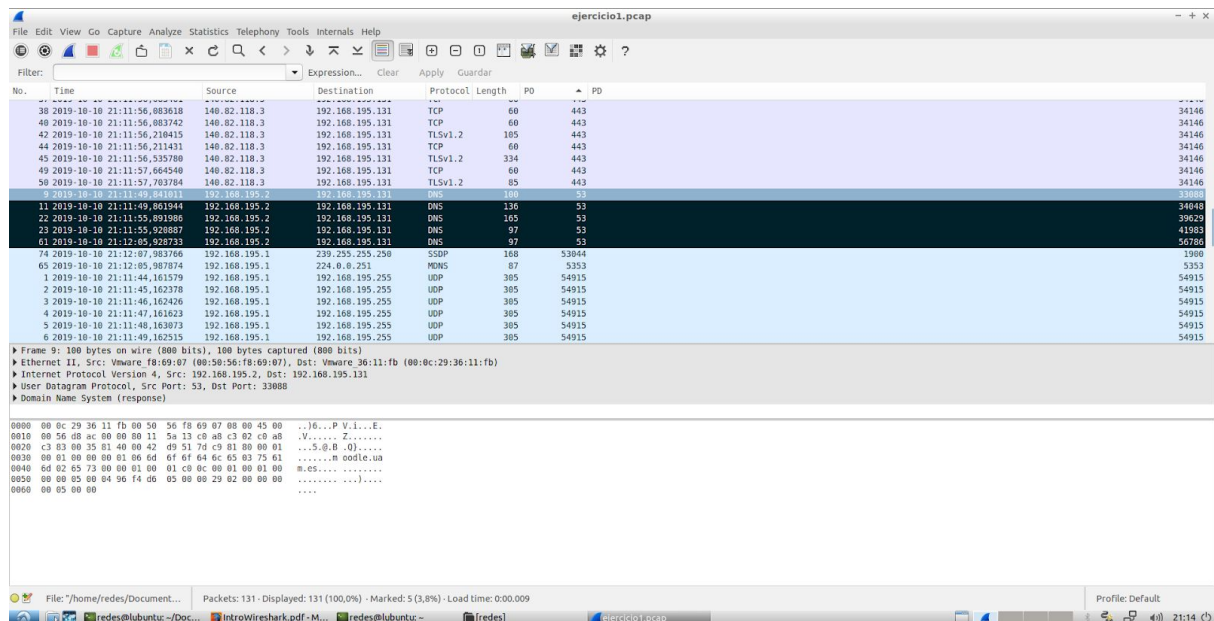 ejercicio1.pcap
File Edit View Go Capture Analyze Statistics Telephony Tools Internals Help
Filter: Expression... Clear Apply Guardar
No. Time Source Destination Protocol Length PO PD
38 2019-10-10 21:11:56,083618 140.82.118.3 192.168.195.131 TCP 60 443 34146
40 2019-10-10 21:11:56,083742 140.82.118.3 192.168.195.131 TCP 60 443 34146
42 2019-10-10 21:11:56,210415 140.82.118.3 192.168.195.131 TLSv1.2 105 443 34146
44 2019-10-10 21:11:56,211431 140.82.118.3 192.168.195.131 TCP 60 443 34146
45 2019-10-10 21:11:56,535780 140.82.118.3 192.168.195.131 TLSv1.2 334 443 34146
49 2019-10-10 21:11:57,664540 140.82.118.3 192.168.195.131 TCP 60 443 34146
50 2019-10-10 21:11:57,703784 140.82.118.3 192.168.195.131 TLSv1.2 85 443 34146
9 2019-10-10 21:11:49,841011 192.168.195.2 192.168.195.131 DNS 100 53 33088
11 2019-10-10 21:11:49,861944 192.168.195.2 192.168.195.131 DNS 136 53 34048
22 2019-10-10 21:11:55,891986 192.168.195.2 192.168.195.131 DNS 165 53 39629
23 2019-10-10 21:11:55,920887 192.168.195.2 192.168.195.131 DNS 97 53 41983
61 2019-10-10 21:12:05,928733 192.168.195.2 192.168.195.131 DNS 97 53 56786
74 2019-10-10 21:12:07,983766 192.168.195.1 239.255.255.250 SSDP 168 53044 1900
65 2019-10-10 21:12:05,987874 192.168.195.1 224.0.0.251 MDNS 87 5353 5353
1 2019-10-10 21:11:44,161579 192.168.195.1 192.168.195.255 UDP 305 54915 54915
2 2019-10-10 21:11:45,162378 192.168.195.1 192.168.195.255 UDP 305 54915 54915
3 2019-10-10 21:11:46,162426 192.168.195.1 192.168.195.255 UDP 305 54915 54915
4 2019-10-10 21:11:47,161623 192.168.195.1 192.168.195.255 UDP 305 54915 54915
5 2019-10-10 21:11:48,163073 192.168.195.1 192.168.195.255 UDP 305 54915 54915
6 2019-10-10 21:11:49,162515 192.168.195.1 192.168.195.255 UDP 305 54915 54915
Frame 9: 100 bytes on wire (800 bits), 100 bytes captured (800 bits)
Ethernet II, Src: Vmware_f8:69:07 (00:50:56:f8:69:07), Dst: Vmware_36:11:fb (00:0c:29:36:11:fb)
Internet Protocol Version 4, Src: 192.168.195.2, Dst: 192.168.195.131
User Datagram Protocol, Src Port: 53, Dst Port: 33088
Domain Name System (response)
0000 00 0c 29 36 11 fb 00 50 56 f8 69 07 08 00 45 00 ..)6...P V.i...E.
0010 00 56 d8 ac 00 00 80 11 5a 13 c0 a8 c3 02 c0 a8 .V...... Z.......
0020 c3 83 00 35 81 40 00 42 d9 51 7d c9 81 80 00 01 ...5.@.B .Q}.....
0030 00 01 00 00 00 01 06 6d 6f 6f 64 6c 65 03 75 61 .......m oodle.ua
0040 6d 02 65 73 00 00 01 00 01 c0 0c 00 01 00 01 00 m.es.... ........
0050 00 00 05 00 04 96 f4 d6 05 00 00 29 02 00 00 00 ........ ...)....
0060 00 05 00 00 ....
File: "/home/redes/Document... Packets: 131 · Displayed: 131 (100,0%) · Marked: 5 (3,8%) · Load time: 0:00.009 Profile: Default
redes@lubuntu: ~/Doc... IntroWireshark.pdf - M... redes@lubuntu: ~ [redes] ejercicio1.pcap 21:14